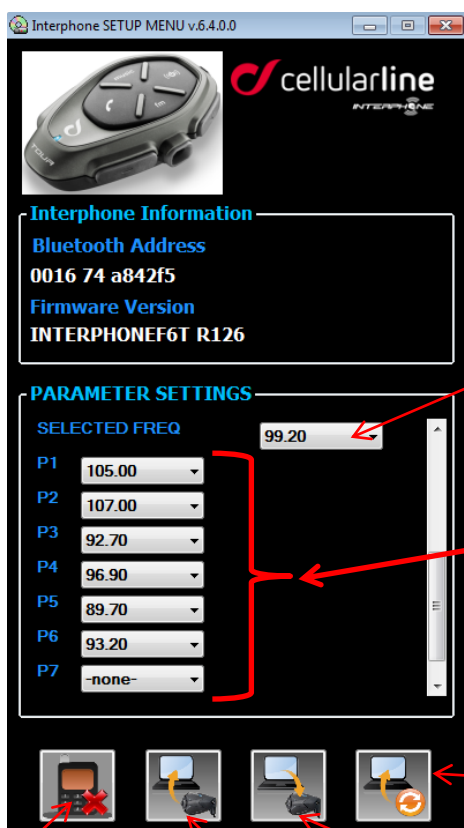 Interphone SETUP MENU v.6.4.0.0
cellularline
INTERPHONE
TOUR
fm
Interphone Information
Bluetooth Address
0016 74 a842f5
Firmware Version
INTERPHONEF6T R126
PARAMETER SETTINGS
SELECTED FREQ 99.20
P1 105.00
P2 107.00
P3 92.70
P4 96.90
P5 89.70
P6 93.20
P7 -none-